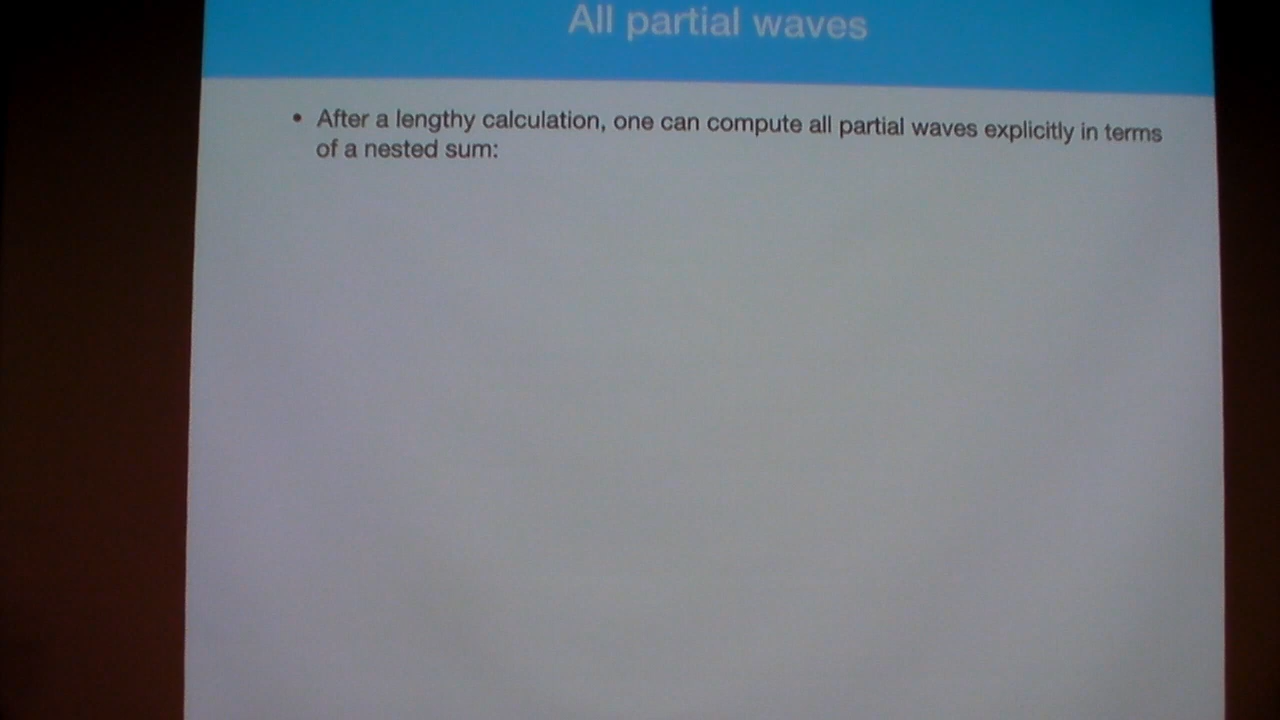 All partial waves
• After a lengthy calculation, one can compute all partial waves explicitly in terms
of a nested sum: